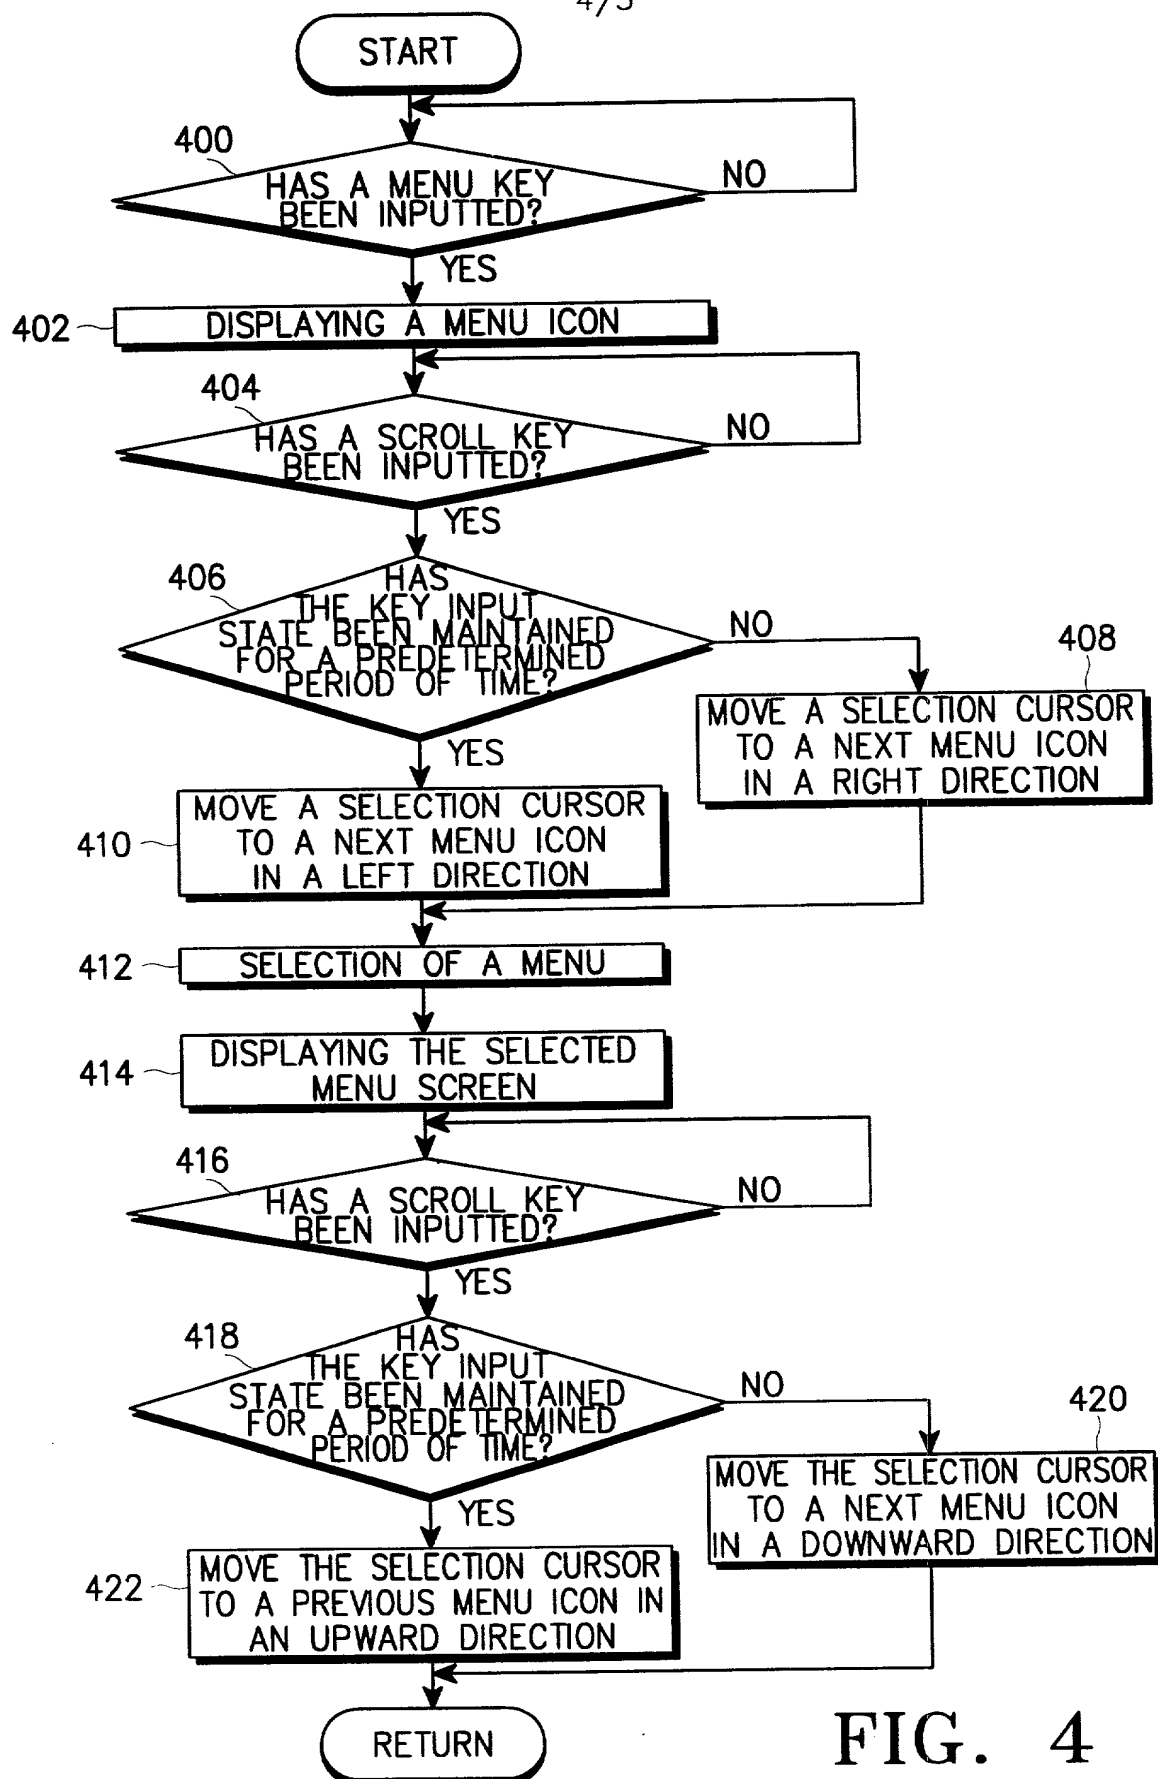 4/5
START
400
HAS A MENU KEY
BEEN INPUTTED?
NO
YES
402
DISPLAYING A MENU ICON
404
HAS A SCROLL KEY
BEEN INPUTTED?
NO
YES
406
HAS
THE KEY INPUT
STATE BEEN MAINTAINED
FOR A PREDETERMINED
PERIOD OF TIME?
NO
408
MOVE A SELECTION CURSOR
TO A NEXT MENU ICON
IN A RIGHT DIRECTION
YES
410
MOVE A SELECTION CURSOR
TO A NEXT MENU ICON
IN A LEFT DIRECTION
412
SELECTION OF A MENU
414
DISPLAYING THE SELECTED
MENU SCREEN
416
HAS A SCROLL KEY
BEEN INPUTTED?
NO
YES
418
HAS
THE KEY INPUT
STATE BEEN MAINTAINED
FOR A PREDETERMINED
PERIOD OF TIME?
NO
420
MOVE THE SELECTION CURSOR
TO A NEXT MENU ICON
IN A DOWNWARD DIRECTION
YES
422
MOVE THE SELECTION CURSOR
TO A PREVIOUS MENU ICON IN
AN UPWARD DIRECTION
RETURN
FIG. 4